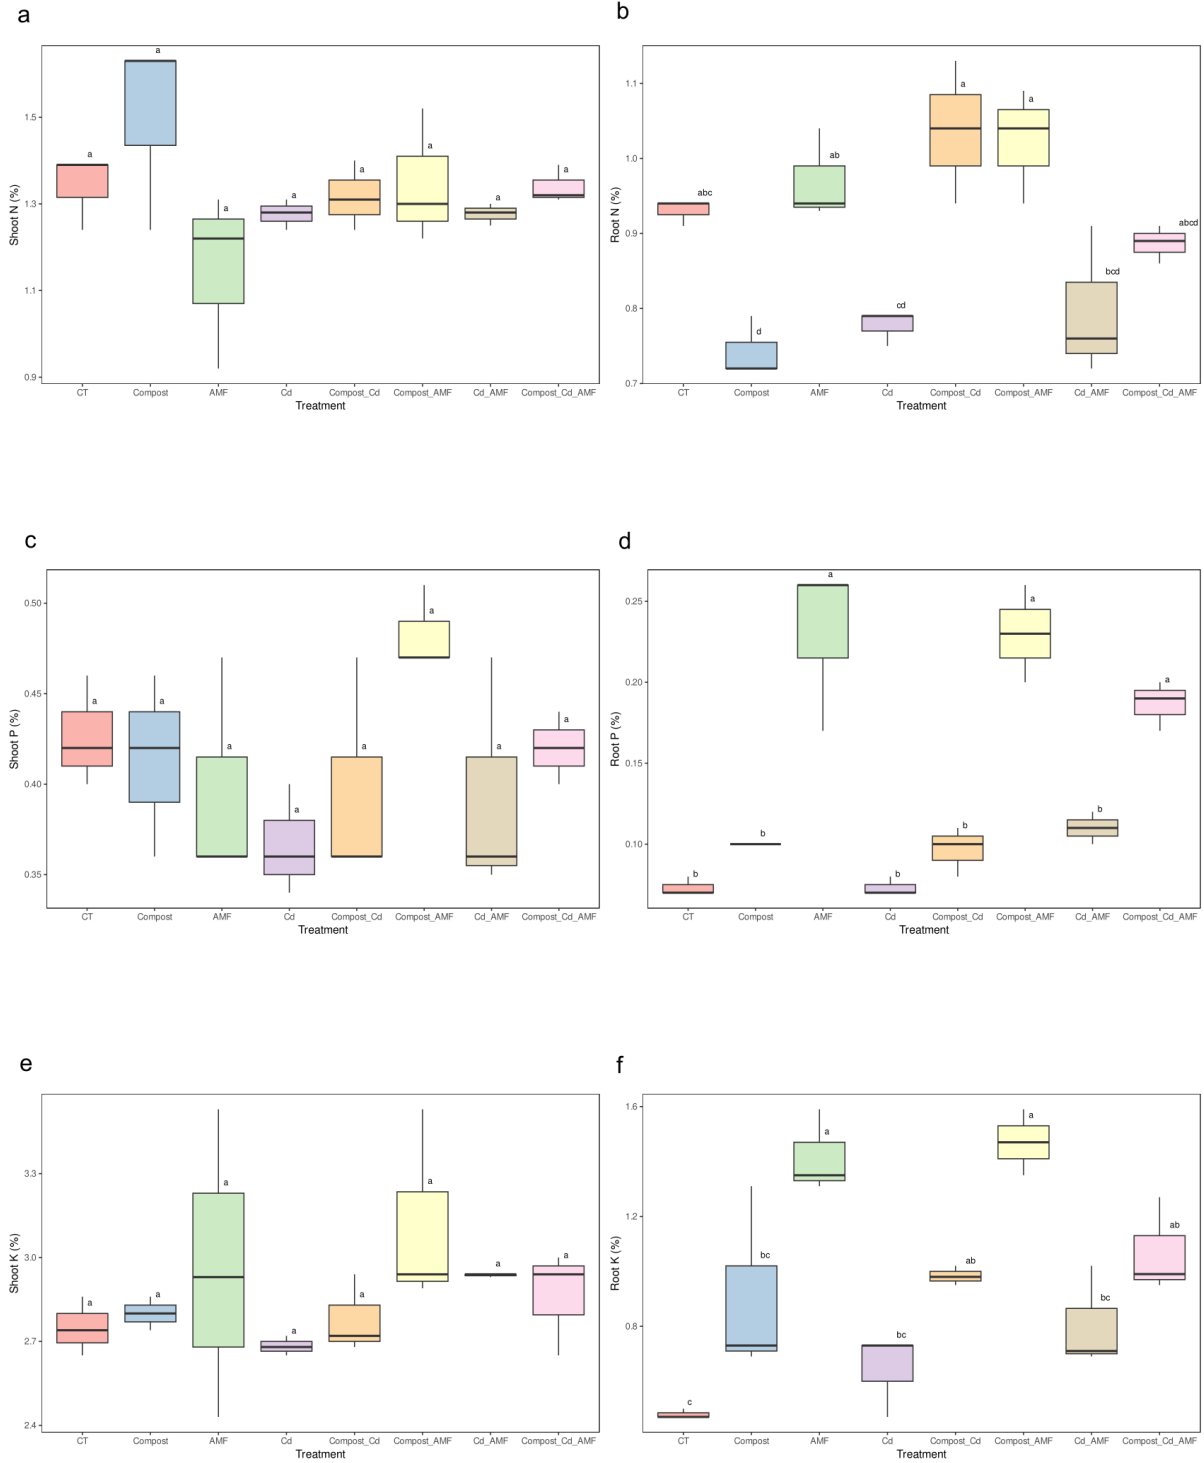 a
Shoot N (%)
1.5
1.3
1.1
0.9
a a a a a a a a
CT Compost AMF Cd Compost_Cd Compost_AMF Cd_AMF Compost_Cd_AMF
Treatment
b
Root N (%)
1.1
1.0
0.9
0.8
0.7
abc d ab cd a a bcd abcd
CT Compost AMF Cd Compost_Cd Compost_AMF Cd_AMF Compost_Cd_AMF
Treatment
c
Shoot P (%)
0.50
0.45
0.40
0.35
a a a a a a a a
CT Compost AMF Cd Compost_Cd Compost_AMF Cd_AMF Compost_Cd_AMF
Treatment
d
Root P (%)
0.25
0.20
0.15
0.10
b b a b b a b a
CT Compost AMF Cd Compost_Cd Compost_AMF Cd_AMF Compost_Cd_AMF
Treatment
e
Shoot K (%)
3.3
3.0
2.7
2.4
a a a a a a a a
CT Compost AMF Cd Compost_Cd Compost_AMF Cd_AMF Compost_Cd_AMF
Treatment
f
Root K (%)
1.6
1.2
0.8
c bc a bc ab a bc ab
CT Compost AMF Cd Compost_Cd Compost_AMF Cd_AMF Compost_Cd_AMF
Treatment